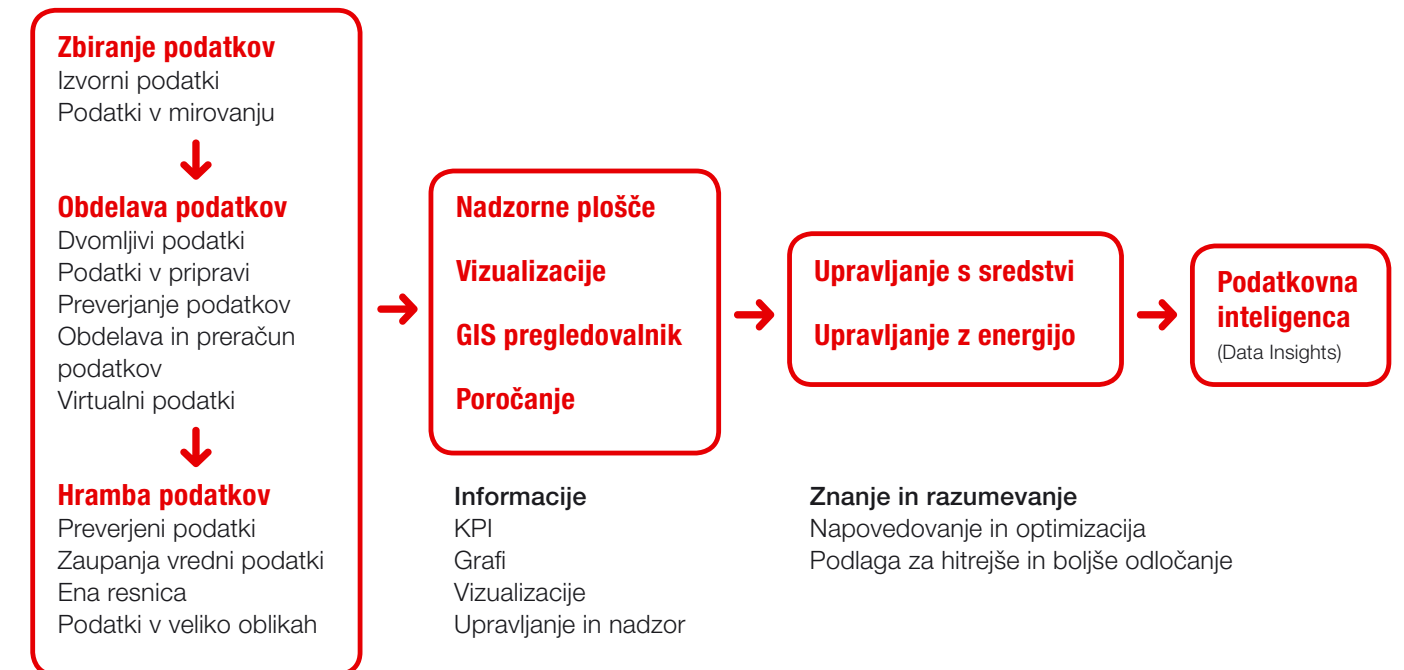 Zbiranje podatkov
Izvorni podatki
Podatki v mirovanju
Obdelava podatkov
Dvomljivi podatki
Podatki v pripravi
Preverjanje podatkov
Obdelava in preračun
podatkov
Virtualni podatki
Hramba podatkov
Preverjeni podatki
Zaupanja vredni podatki
Ena resnica
Podatki v veliko oblikah
Nadzorne plošče
Vizualizacije
GIS pregledovalnik
Poročanje
Informacije
KPI
Grafi
Vizualizacije
Upravljanje in nadzor
Upravljanje s sredstvi
Upravljanje z energijo
Znanje in razumevanje
Napovedovanje in optimizacija
Podlaga za hitrejše in boljše odločanje
Podatkovna
inteligenca
(Data Insights)